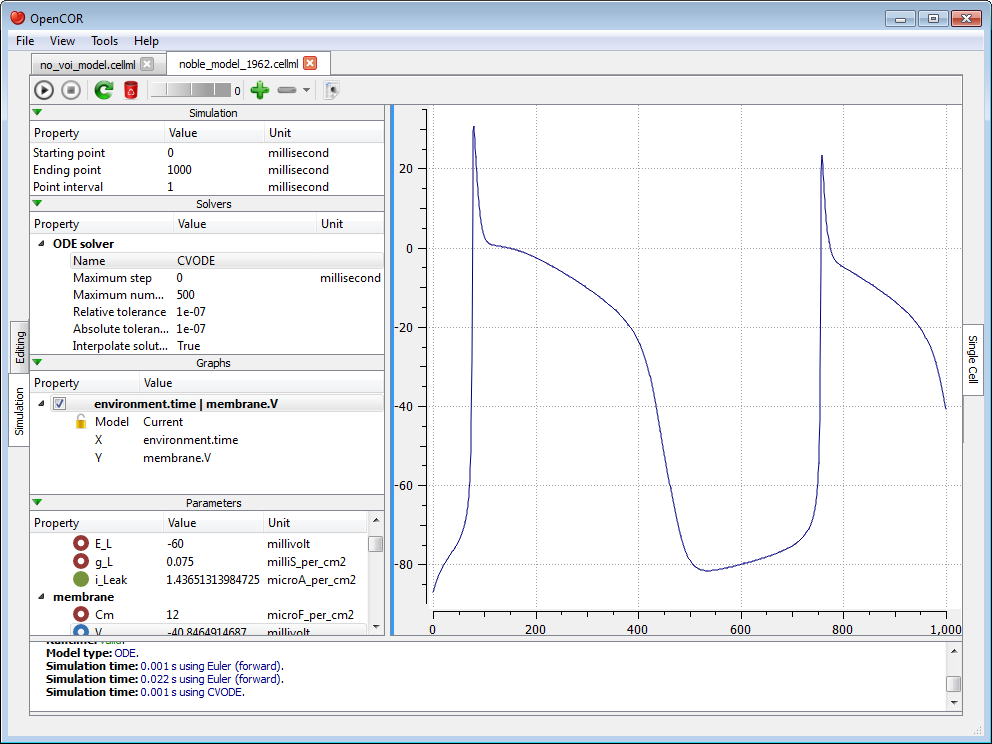 OpenCOR
File View Tools Help
no_voi_model.cellml noble_model_1962.cellml
0
Simulation
Property Value Unit
Starting point 0 millisecond
Ending point 1000 millisecond
Point interval 1 millisecond
Solvers
Property Value Unit
ODE solver
Name CVODE
Maximum step 0 millisecond
Maximum num... 500
Relative tolerance 1e-07
Absolute toleran... 1e-07
Interpolate solut... True
Graphs
Property Value
environment.time | membrane.V
Model Current
X environment.time
Y membrane.V
Parameters
Property Value Unit
E_L -60 millivolt
g_L 0.075 milliS_per_cm2
i_Leak 1.43651313984725 microA_per_cm2
membrane
Cm 12 microF_per_cm2
V -40.8464914687 millivolt
Editing
Simulation
20
0
-20
-40
-60
-80
0 200 400 600 800 1,000
Single Cell
Runtime: valid.
Model type: ODE.
Simulation time: 0.001 s using Euler (forward).
Simulation time: 0.022 s using Euler (forward).
Simulation time: 0.001 s using CVODE.